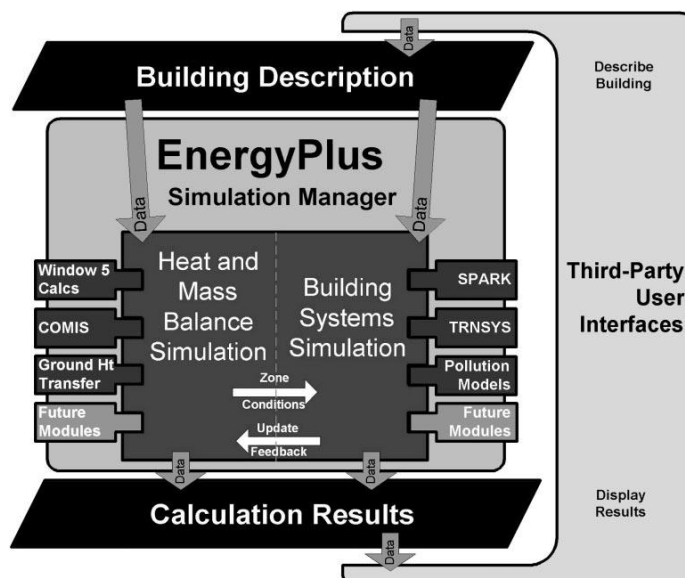 Data
Building Description
Describe
Building
EnergyPlus
Simulation Manager
Data
Data
Window 5
Calcs
COMIS
Ground Ht
Transfer
Future
Modules
Heat and
Mass
Balance
Simulation
Building
Systems
Simulation
Zone
Conditions
Update
Feedback
SPARK
TRNSYS
Pollution
Models
Future
Modules
Third-Party
User
Interfaces
Data
Data
Calculation Results
Display
Results
Data